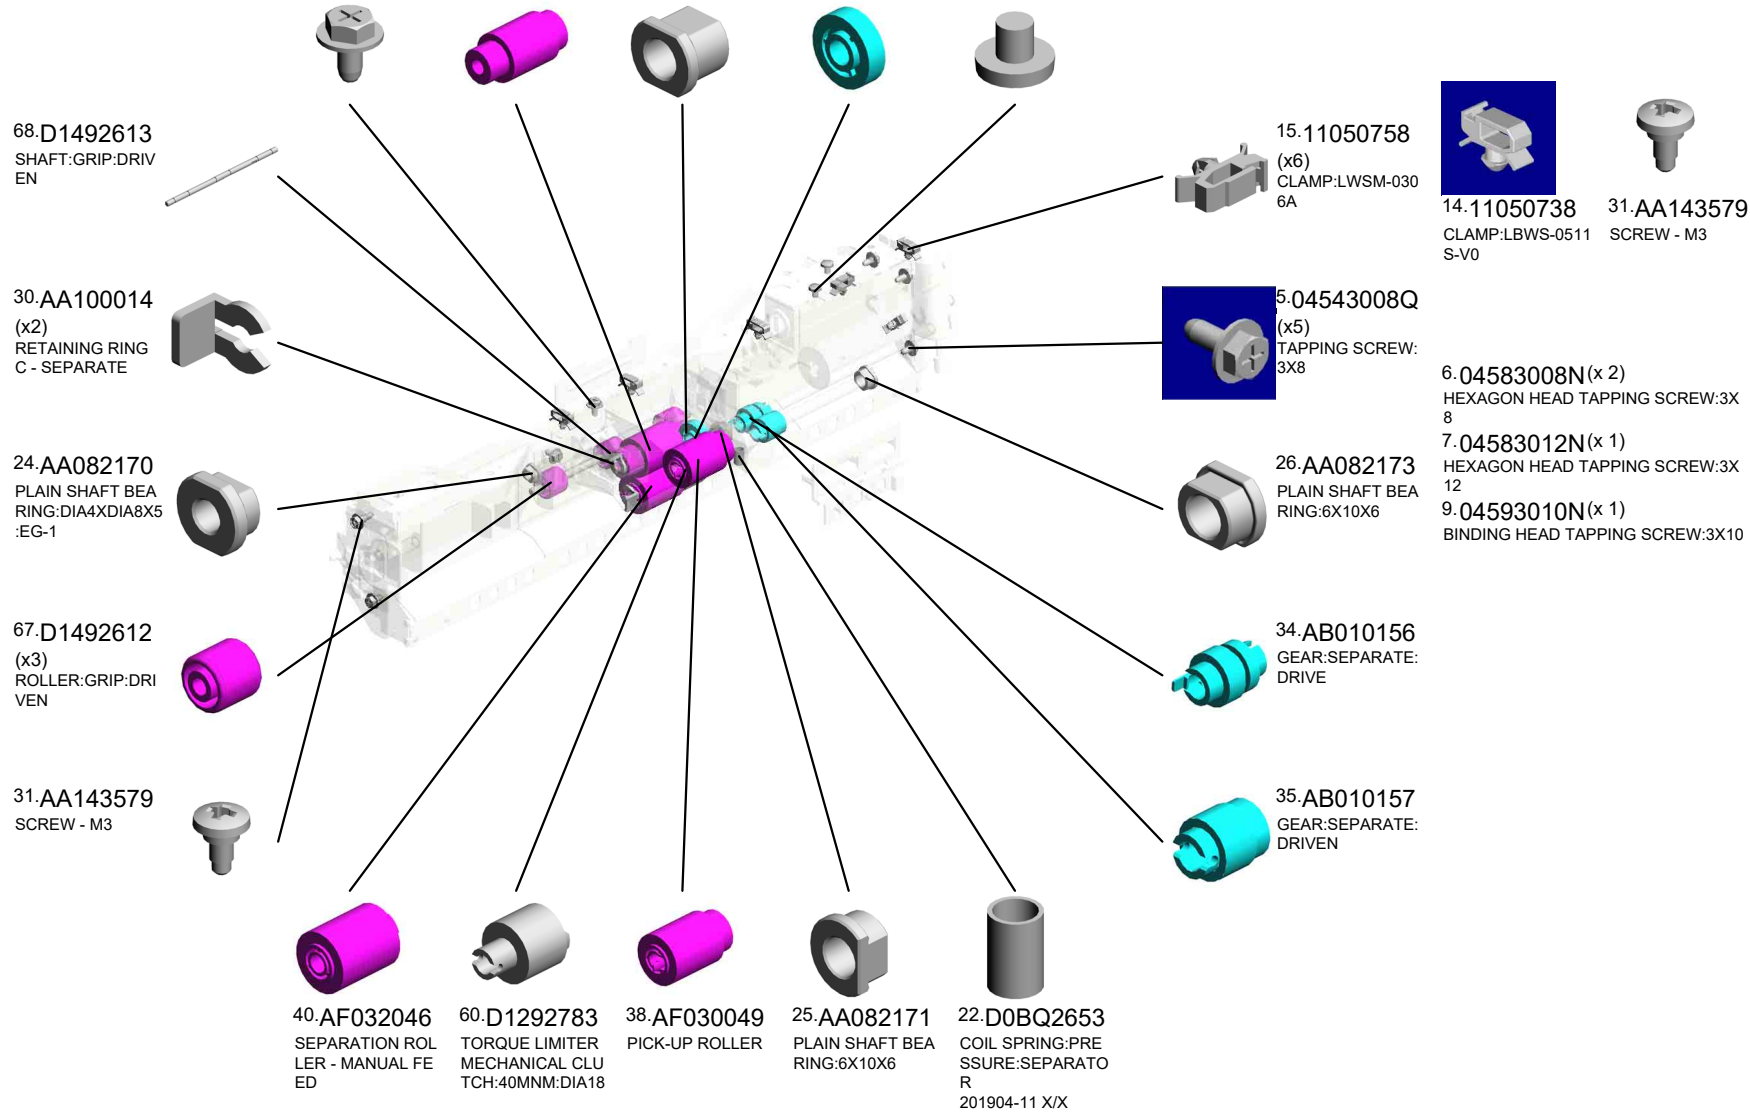 68.D1492613
SHAFT:GRIP:DRIV
EN
30.AA100014
(x2)
RETAINING RING
C - SEPARATE
24.AA082170
PLAIN SHAFT BEA
RING:DIA4XDIA8X5
:EG-1
67.D1492612
(x3)
ROLLER:GRIP:DRI
VEN
31.AA143579
SCREW - M3
40.AF032046
SEPARATION ROL
LER - MANUAL FE
ED
60.D1292783
TORQUE LIMITER
MECHANICAL CLU
TCH:40MNM:DIA18
38.AF030049
PICK-UP ROLLER
25.AA082171
PLAIN SHAFT BEA
RING:6X10X6
22.D0BQ2653
COIL SPRING:PRE
SSURE:SEPARATO
R
201904-11 X/X
15.11050758
(x6)
CLAMP:LWSM-030
6A
5.04543008Q
(x5)
TAPPING SCREW:
3X8
26.AA082173
PLAIN SHAFT BEA
RING:6X10X6
34.AB010156
GEAR:SEPARATE:
DRIVE
35.AB010157
GEAR:SEPARATE:
DRIVEN
14.11050738
CLAMP:LBWS-0511
S-V0
31.AA143579
SCREW - M3
6.04583008N(x 2)
HEXAGON HEAD TAPPING SCREW:3X
8
7.04583012N(x 1)
HEXAGON HEAD TAPPING SCREW:3X
12
9.04593010N(x 1)
BINDING HEAD TAPPING SCREW:3X10